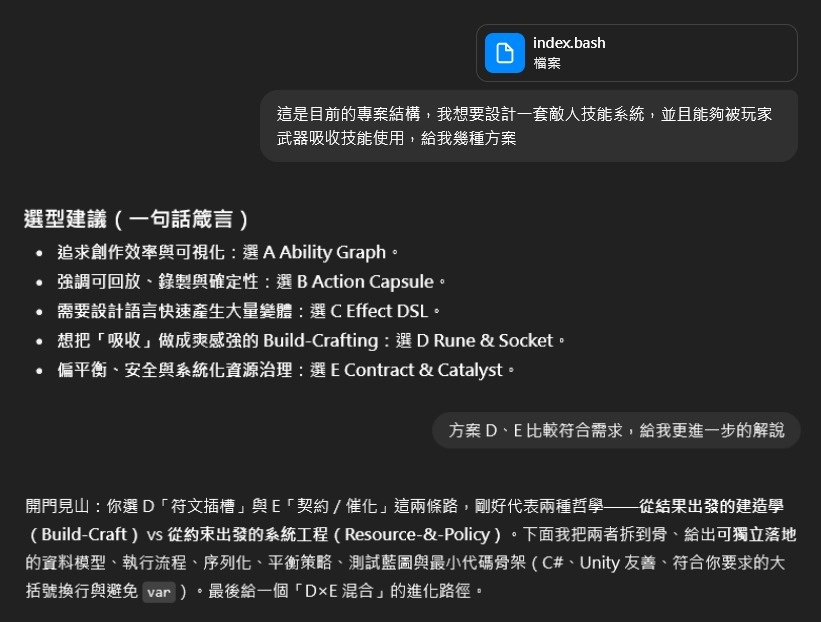 index.bash
檔案
這是目前的專案結構，我想要設計一套敵人技能系統，並且能夠被玩家
武器吸收技能使用，給我幾種方案
選型建議（一句話箴言）
• 追求創作效率與可視化：選 A Ability Graph。
• 強調可回放、錄製與確定性：選 B Action Capsule。
• 需要設計語言快速產生大量變體：選 C Effect DSL。
• 想把「吸收」做成爽感強的 Build-Crafting：選 D Rune & Socket。
• 偏平衡、安全與系統化資源治理：選 E Contract & Catalyst。
方案 D、E 比較符合需求，給我更進一步的解說
開門見山：你選 D「符文插槽」與 E「契約 / 催化」這兩條路，剛好代表兩種哲學——從結果出發的建造學
（Build-Craft）vs 從約束出發的系統工程（Resource-&-Policy）。下面我把兩者拆到骨、給出可獨立落地
的資料模型、執行流程、序列化、平衡策略、測試藍圖與最小代碼骨架（C#、Unity 友善、符合你要求的大
括號換行與避免 var）。最後給一個「D×E 混合」的進化路徑。